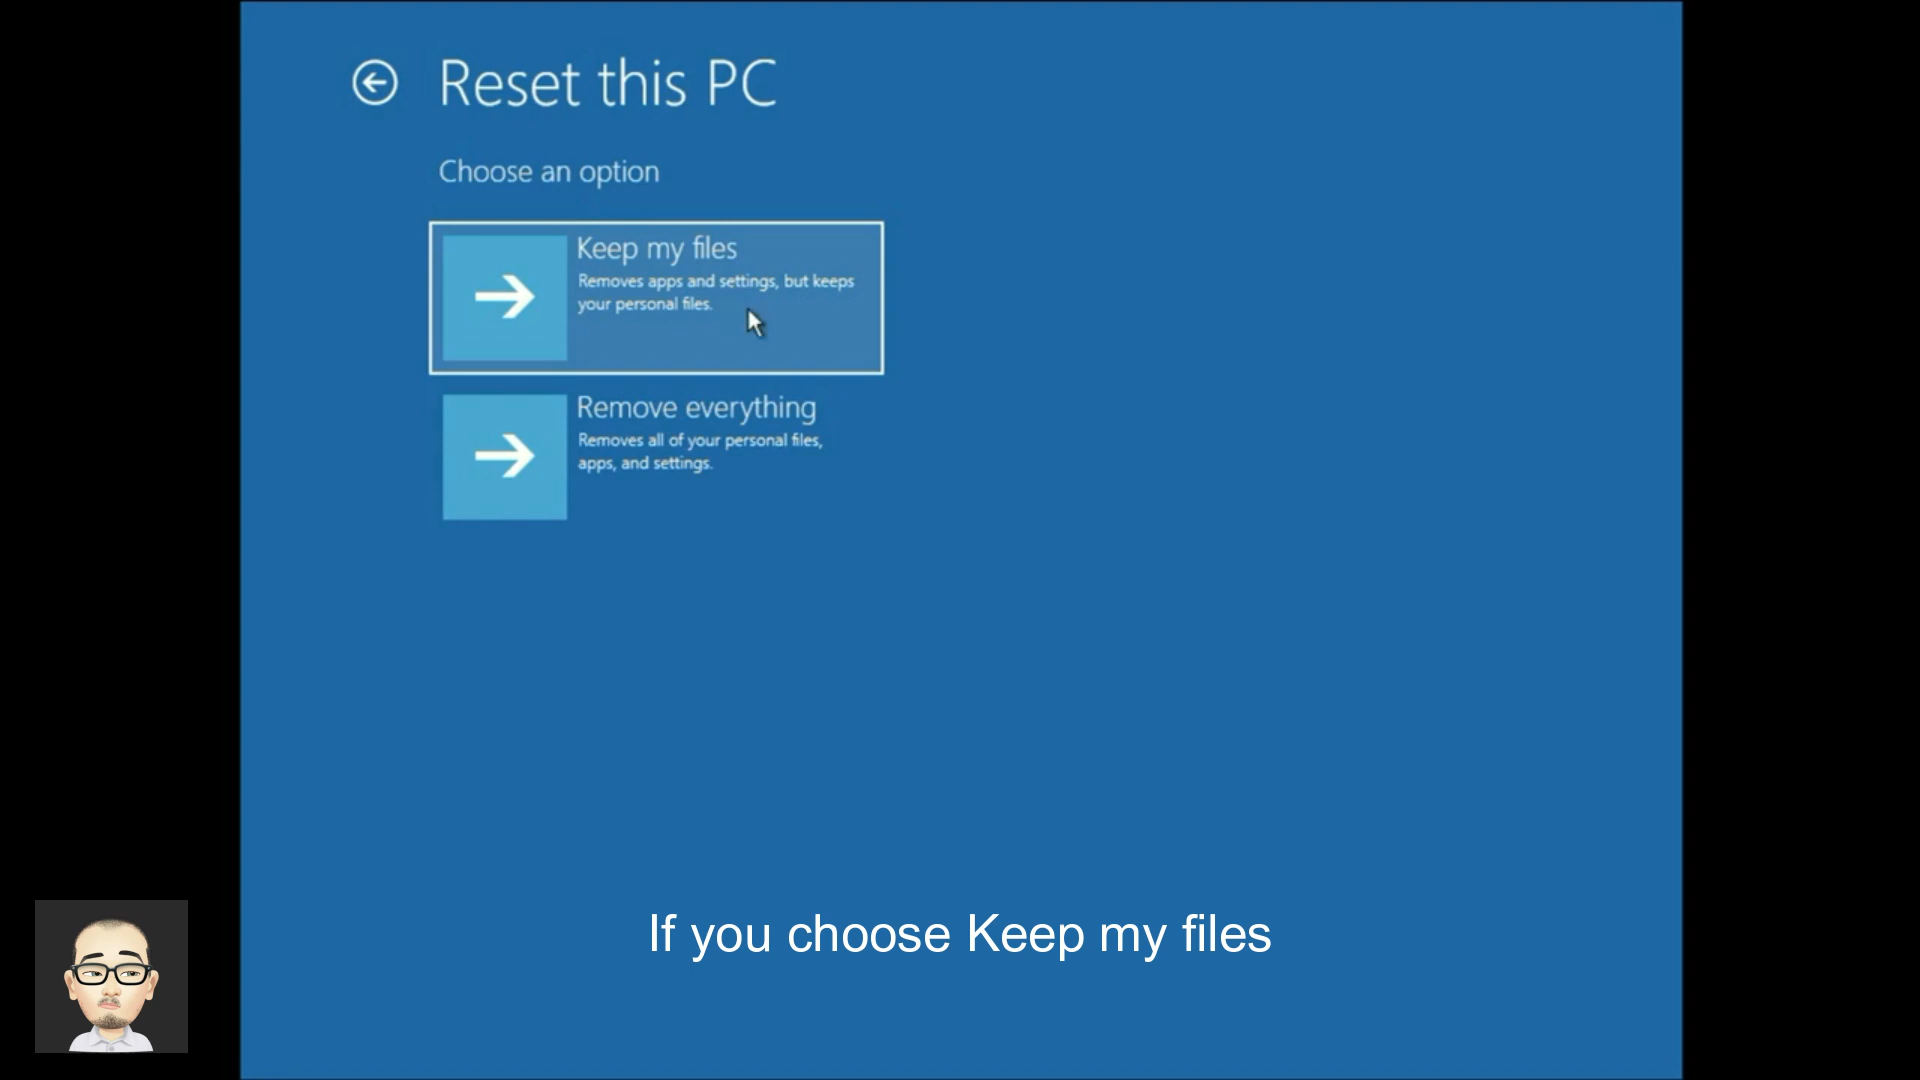 Reset this PC
Choose an option
Keep my files
Removes apps and settings, but keeps
your personal files.
Remove everything
Removes all of your personal files,
apps, and settings.
If you choose Keep my files